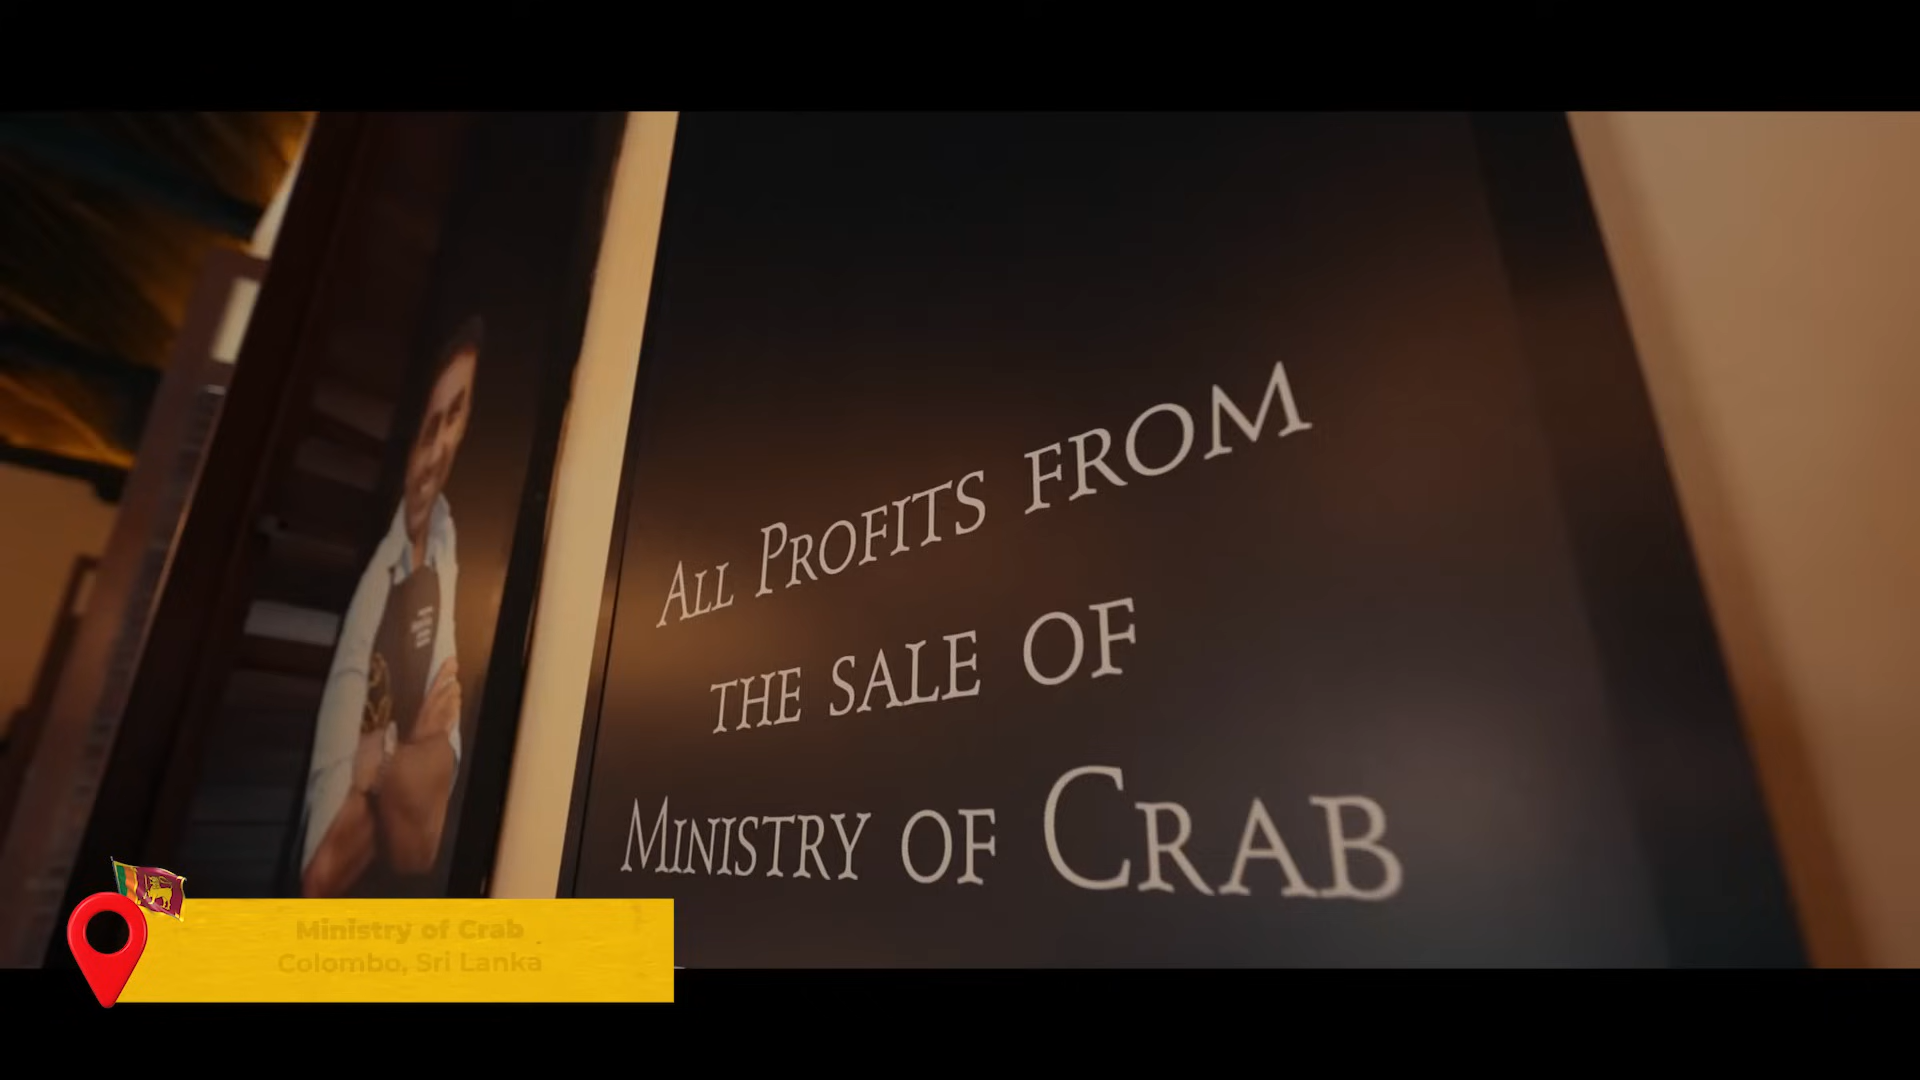 All Profits from
the sale of
Ministry of Crab
Ministry of Crab
Colombo, Sri Lanka